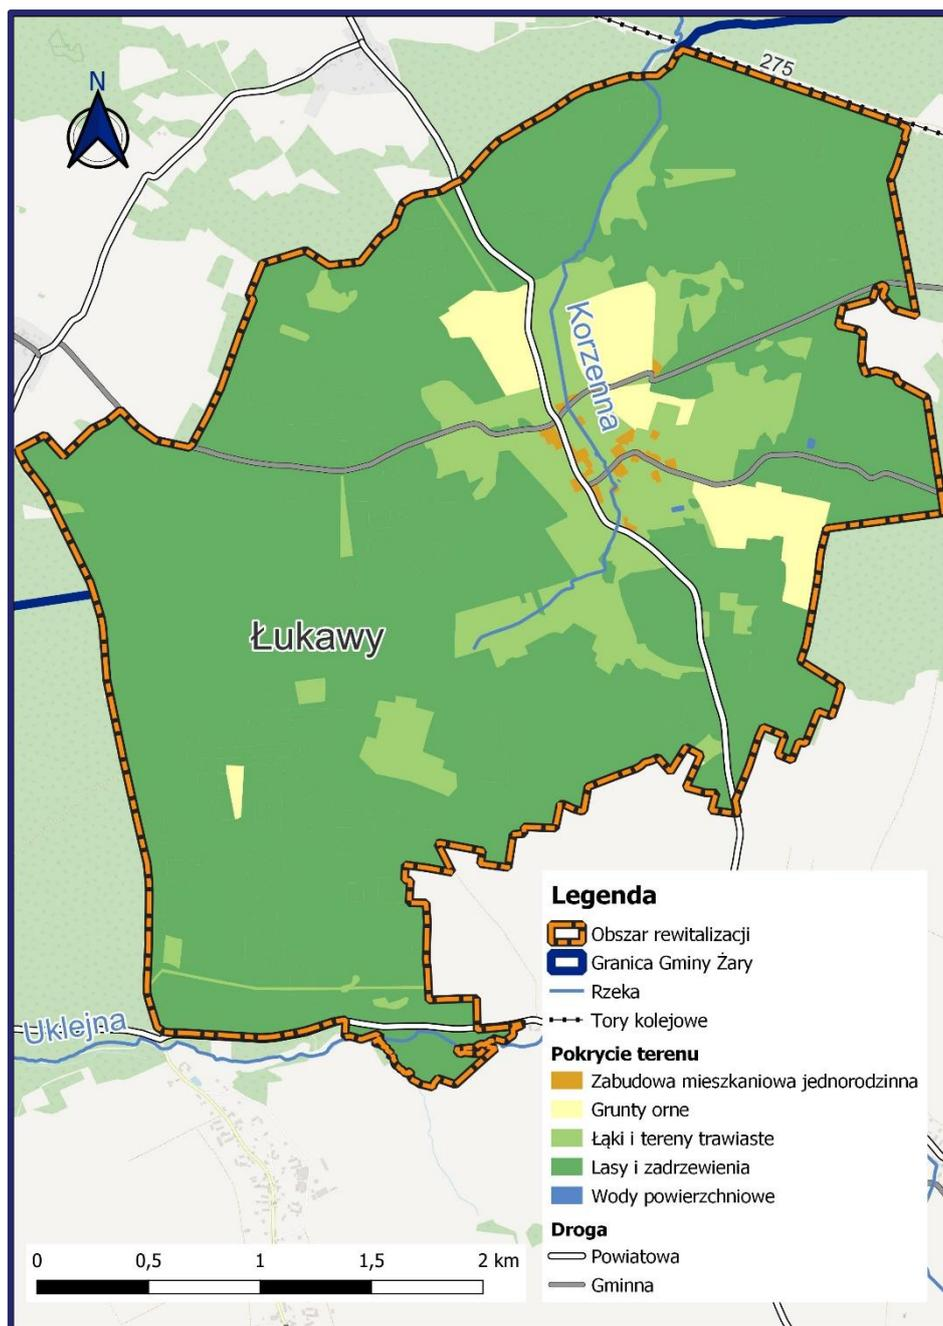 N
275
Korzenna
Łukawy
Uklejna
Legenda
Obszar rewitalizacji
Granica Gminy Żary
Rzeka
Tory kolejowe
Pokrycie terenu
Zabudowa mieszkaniowa jednorodzinna
Grunty orne
Łąki i tereny trawiaste
Lasy i zadrzewienia
Wody powierzchniowe
Droga
Powiatowa
Gminna
0 0,5 1 1,5 2 km